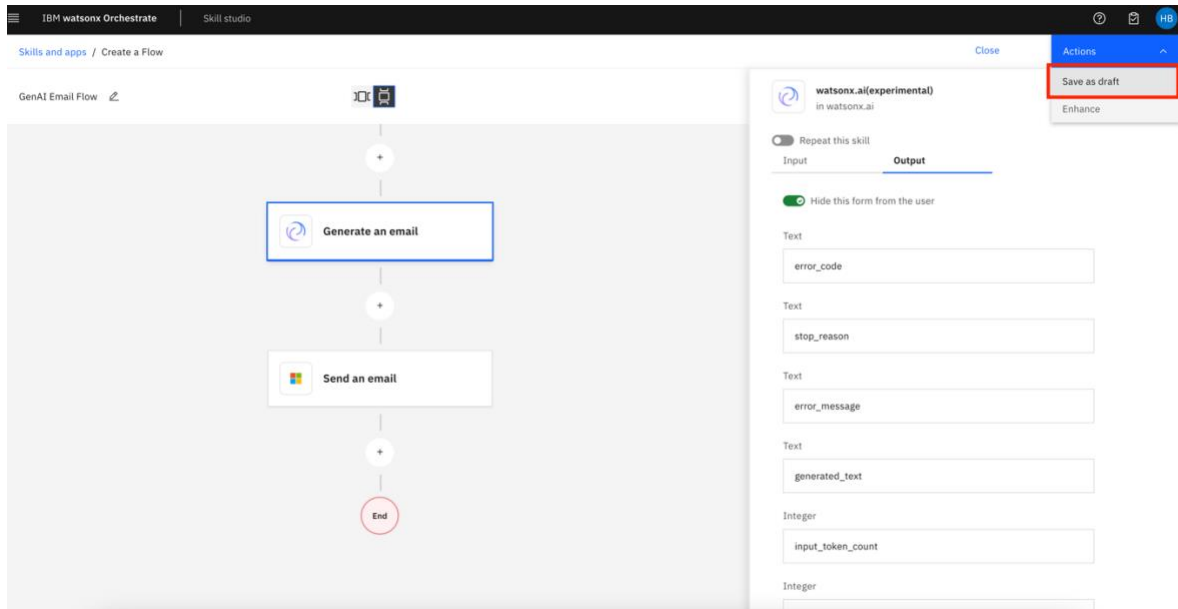 IBM watsonx Orchestrate
Skill studio
HB
Skills and apps / Create a Flow
Close
Actions
Save as draft
Enhance
GenAI Email Flow
Generate an email
Send an email
End
watsonx.ai(experimental)
in watsonx.ai
Repeat this skill
Input
Output
Hide this form from the user
Text
error_code
Text
stop_reason
Text
error_message
Text
generated_text
Integer
input_token_count
Integer